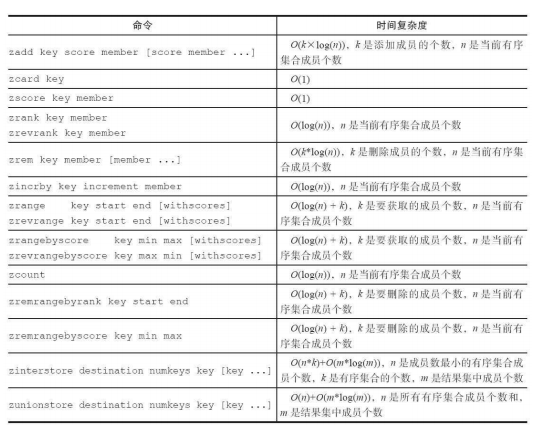 命令 时间复杂度
zadd key score member [score member ...] O(k×log(n))，k 是添加成员的个数，n 是当前有序
集合成员个数
zcard key O(1)
zscore key member O(1)
zrank key member
zrevrank key member
O(log(n))，n 是当前有序集合成员个数
zrem key member [member ...] O(k*log(n))，k 是删除成员的个数，n 是当前有序集
合成员个数
zincrby key increment member O(log(n))，n 是当前有序集合成员个数
zrange key start end [withscores]
zrevrange key start end [withscores]
O(log(n) + k)，k 是要获取的成员个数，n 是当前有
序集合成员个数
zrangebyscore key min max [withscores]
zrevrangebyscore key max min [withscores]
O(log(n) + k)，k 是要获取的成员个数，n 是当前有
序集合成员个数
zcount O(log(n))，n 是当前有序集合成员个数
zremrangebyrank key start end O(log(n) + k)，k 是要删除的成员个数，n 是当前有
序集合成员个数
zremrangebyscore key min max O(log(n) + k)，k 是要删除的成员个数，n 是当前有
序集合成员个数
zinterstore destination numkeys key [key ...] O(n*k)+O(m*log(m))，n 是成员数最小的有序集合成
员个数，k 是有序集合的个数，m 是结果集中成员个数
zunionstore destination numkeys key [key ...] O(n)+O(m*log(m))，n 是所有有序集合成员个数和，
m 是结果集中成员个数